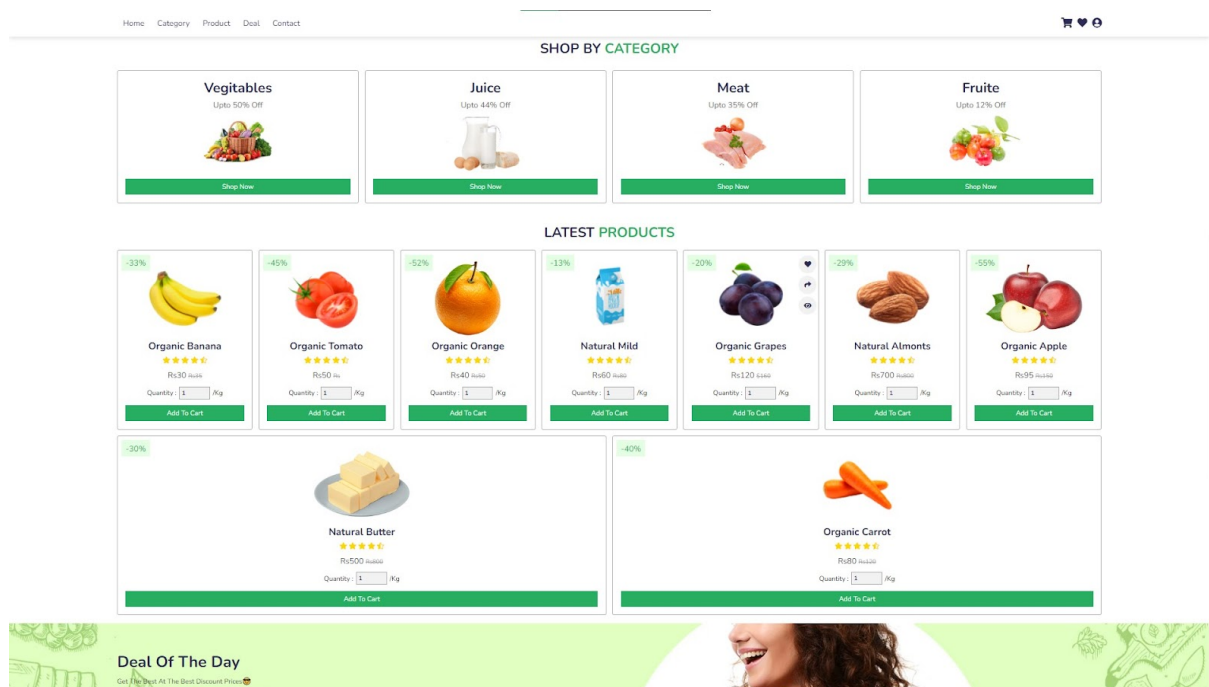 Home Category Product Deal Contact
SHOP BY CATEGORY
Vegitables
Upto 50% Off
Shop Now
Juice
Upto 44% Off
Shop Now
Meat
Upto 35% Off
Shop Now
Fruite
Upto 12% Off
Shop Now
LATEST PRODUCTS
-33%
Organic Banana
Rs30
Quantity : 1 /Kg
Add To Cart
-45%
Organic Tomato
Rs50 Rs
Quantity : 1 /Kg
Add To Cart
-52%
Organic Orange
Rs40
Quantity : 1 /Kg
Add To Cart
-13%
Natural Mild
Rs60 Rs80
Quantity : 1 /Kg
Add To Cart
-20%
Organic Grapes
Rs120
Quantity : 1 /Kg
Add To Cart
-29%
Natural Almonts
Rs700
Quantity : 1 /Kg
Add To Cart
-55%
Organic Apple
Rs95 Rs150
Quantity : 1 /Kg
Add To Cart
-30%
Natural Butter
Rs500
Quantity : 1 /Kg
Add To Cart
-40%
Organic Carrot
Rs80 Rs120
Quantity : 1 /Kg
Add To Cart
Deal Of The Day
Get The Best At The Best Discount Prices😎